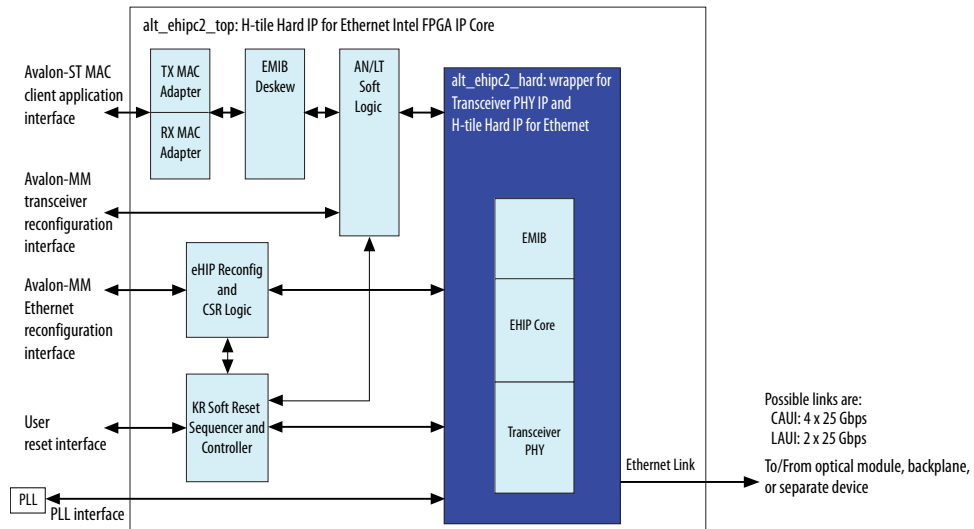 alt_ehipc2_top: H-tile Hard IP for Ethernet Intel FPGA IP Core
Avalon-ST MAC
client application
interface
TX MAC
Adapter
RX MAC
Adapter
EMIB
Deskew
AN/LT
Soft
Logic
alt_ehipc2_hard: wrapper for
Transceiver PHY IP and
H-tile Hard IP for Ethernet
Avalon-MM
transceiver
reconfiguration
interface
Avalon-MM
Ethernet
reconfiguration
interface
eHIP Reconfig
and
CSR Logic
EMIB
EHIP Core
Transceiver
PHY
User
reset interface
KR Soft Reset
Sequencer and
Controller
PLL
PLL interface
Ethernet Link
Possible links are:
CAUI: 4 x 25 Gbps
LAUI: 2 x 25 Gbps
To/From optical module, backplane,
or separate device